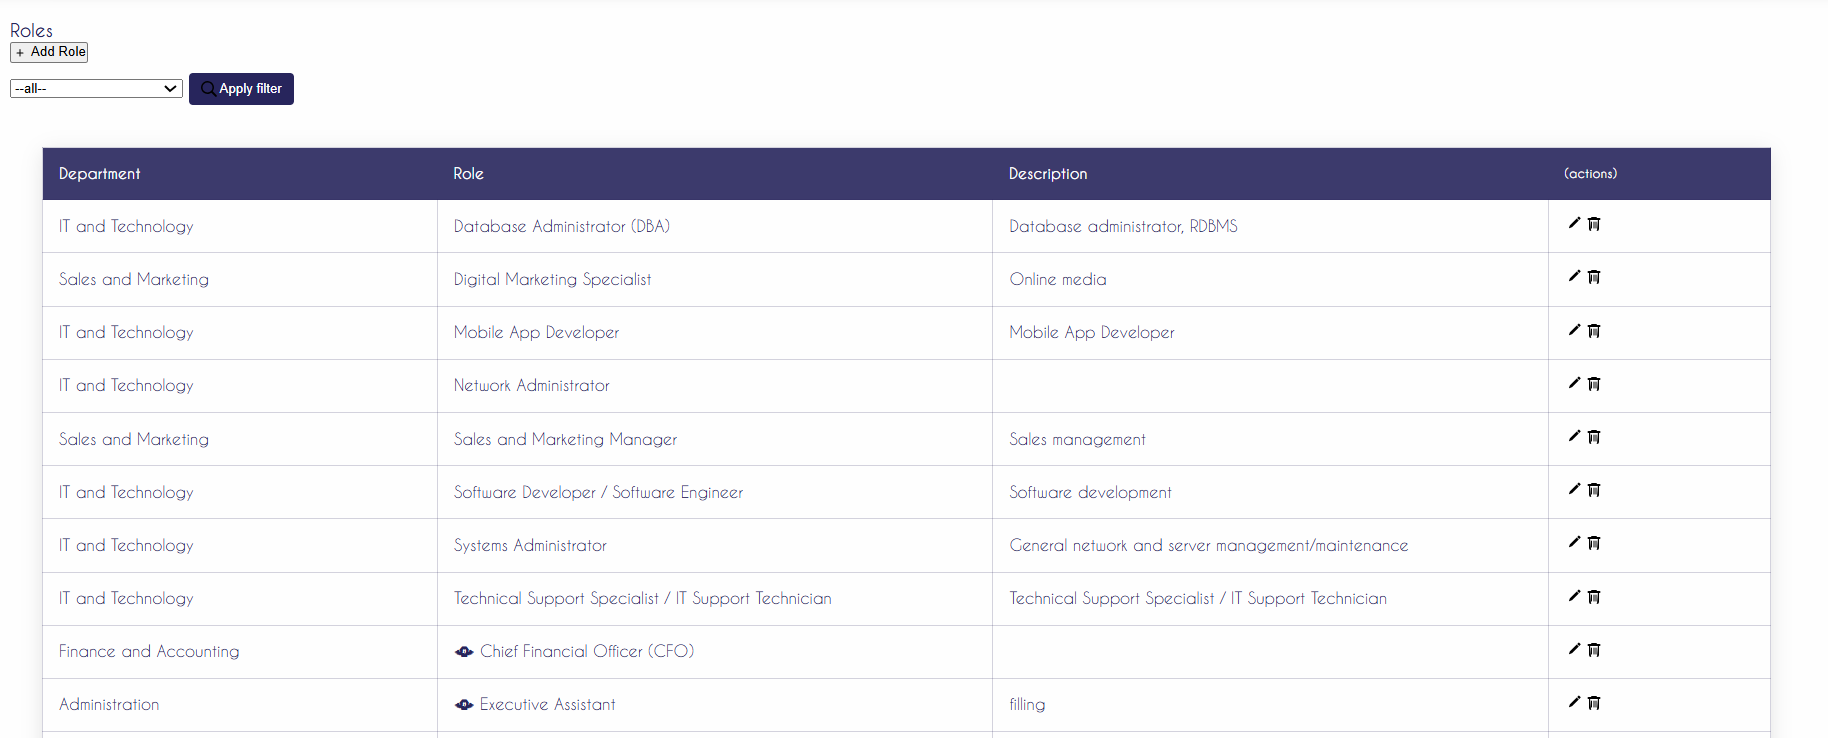 Roles
+ Add Role
--all-- Apply filter
Department Role Description (actions)
IT and Technology Database Administrator (DBA) Database administrator, RDBMS
Sales and Marketing Digital Marketing Specialist Online media
IT and Technology Mobile App Developer Mobile App Developer
IT and Technology Network Administrator
Sales and Marketing Sales and Marketing Manager Sales management
IT and Technology Software Developer / Software Engineer Software development
IT and Technology Systems Administrator General network and server management/maintenance
IT and Technology Technical Support Specialist / IT Support Technician Technical Support Specialist / IT Support Technician
Finance and Accounting Chief Financial Officer (CFO)
Administration Executive Assistant filling